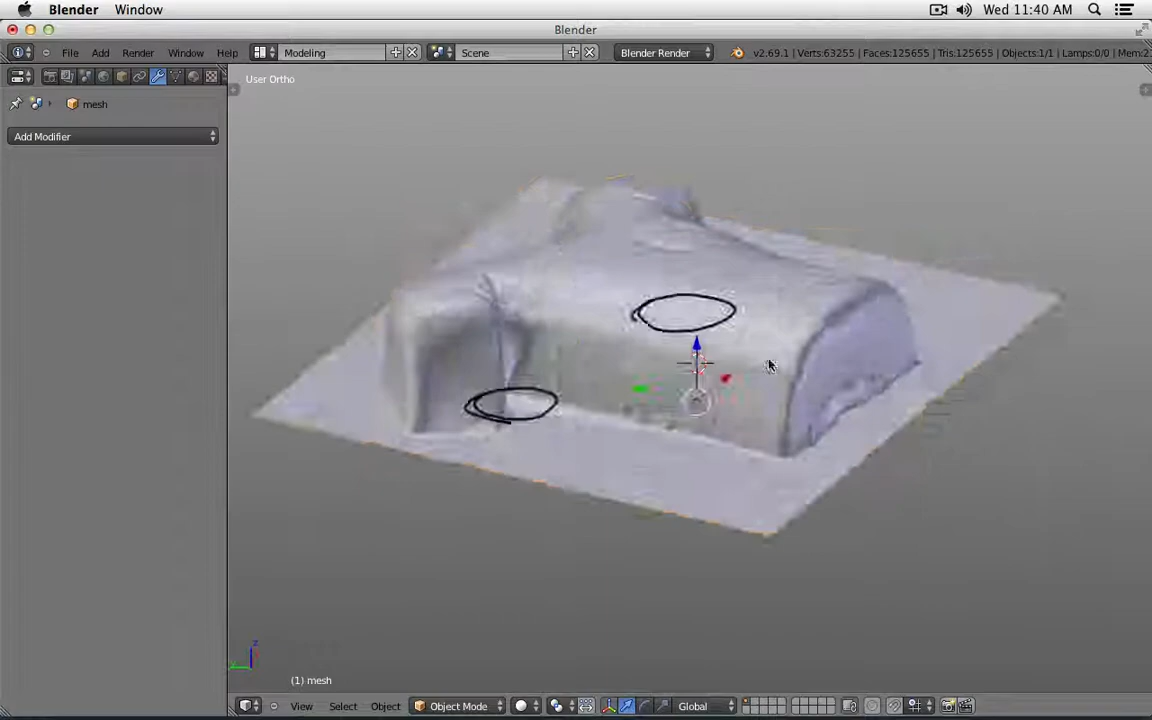 Blender Window Wed 11:40 AM
Blender
File Add Render Window Help Modeling Scene Blender Render v2.69.1 | Verts:63255 | Faces:125655 | Tris:125655 | Objects:1/1 | Lamps:0/0 | Mem:2
User Ortho
mesh
Add Modifier
z
y
(1) mesh
View Select Object Object Mode Global